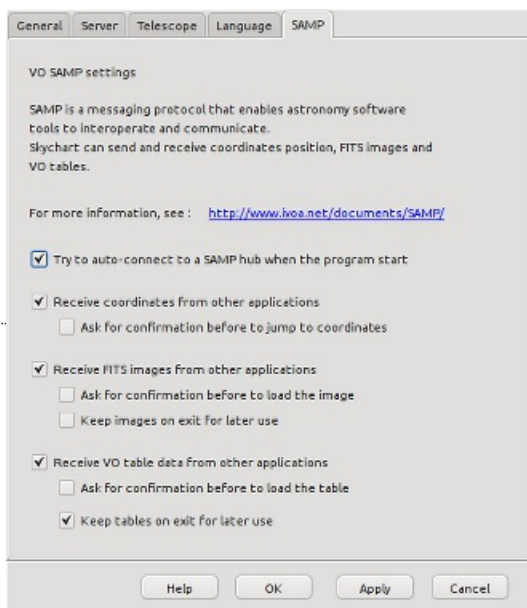 General Server Telescope Language SAMP
VO SAMP settings
SAMP is a messaging protocol that enables astronomy software
tools to interoperate and communicate.
Skychart can send and receive coordinates position, FITS images and
VO tables.
For more information, see : http://www.ivoa.net/documents/SAMP/
Try to auto-connect to a SAMP hub when the program start
Receive coordinates from other applications
Ask for confirmation before to jump to coordinates
Receive FITS images from other applications
Ask for confirmation before to load the image
Keep images on exit for later use
Receive VO table data from other applications
Ask for confirmation before to load the table
Keep tables on exit for later use
Help OK Apply Cancel